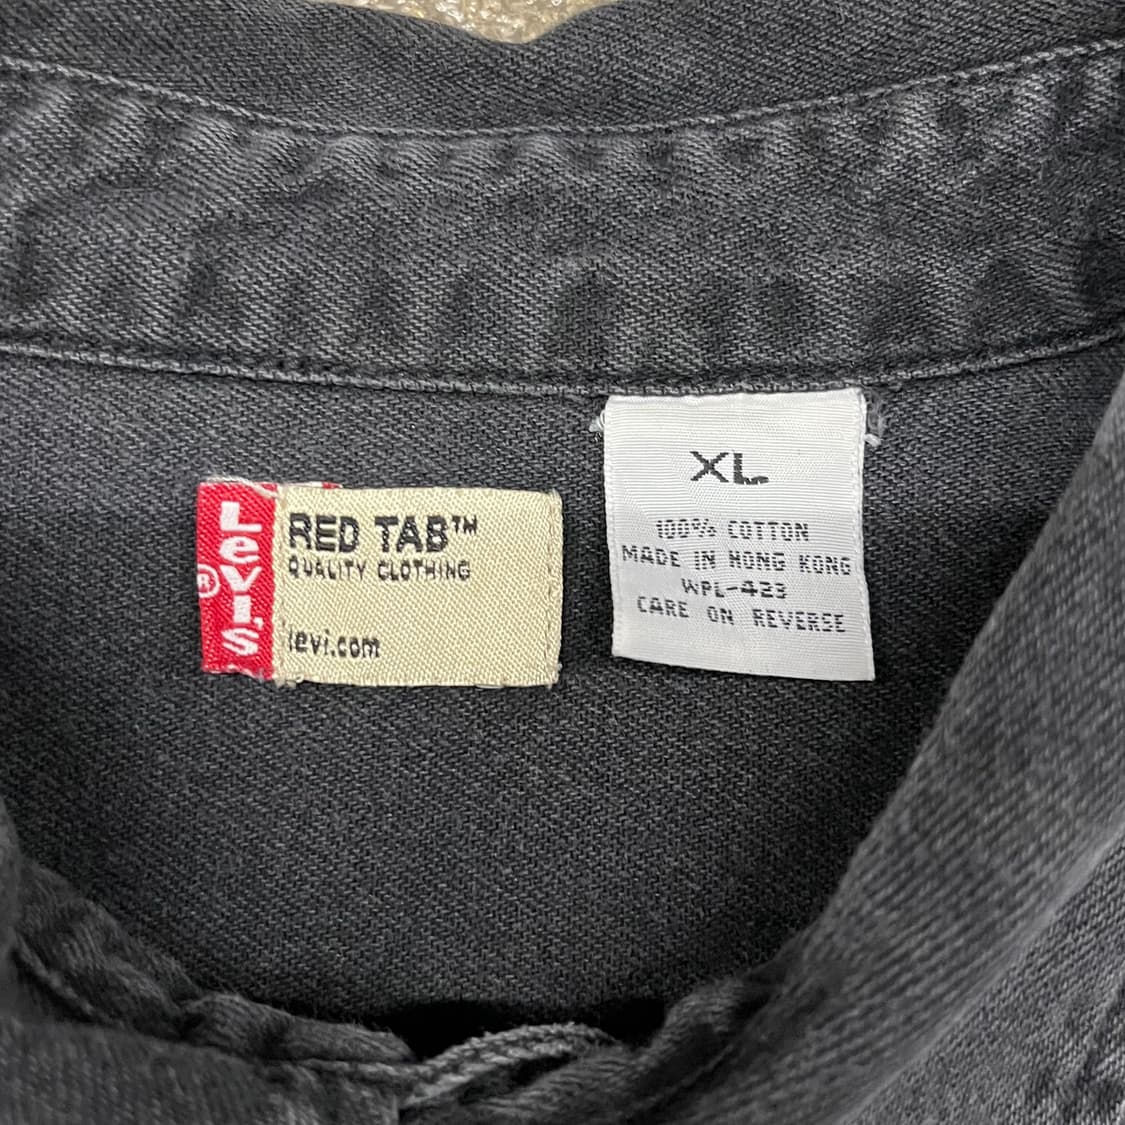 Levi's ®
RED TAB™
QUALITY CLOTHING
levi.com
XL
100% COTTON
MADE IN HONG KONG
WPL-423
CARE ON REVERSE